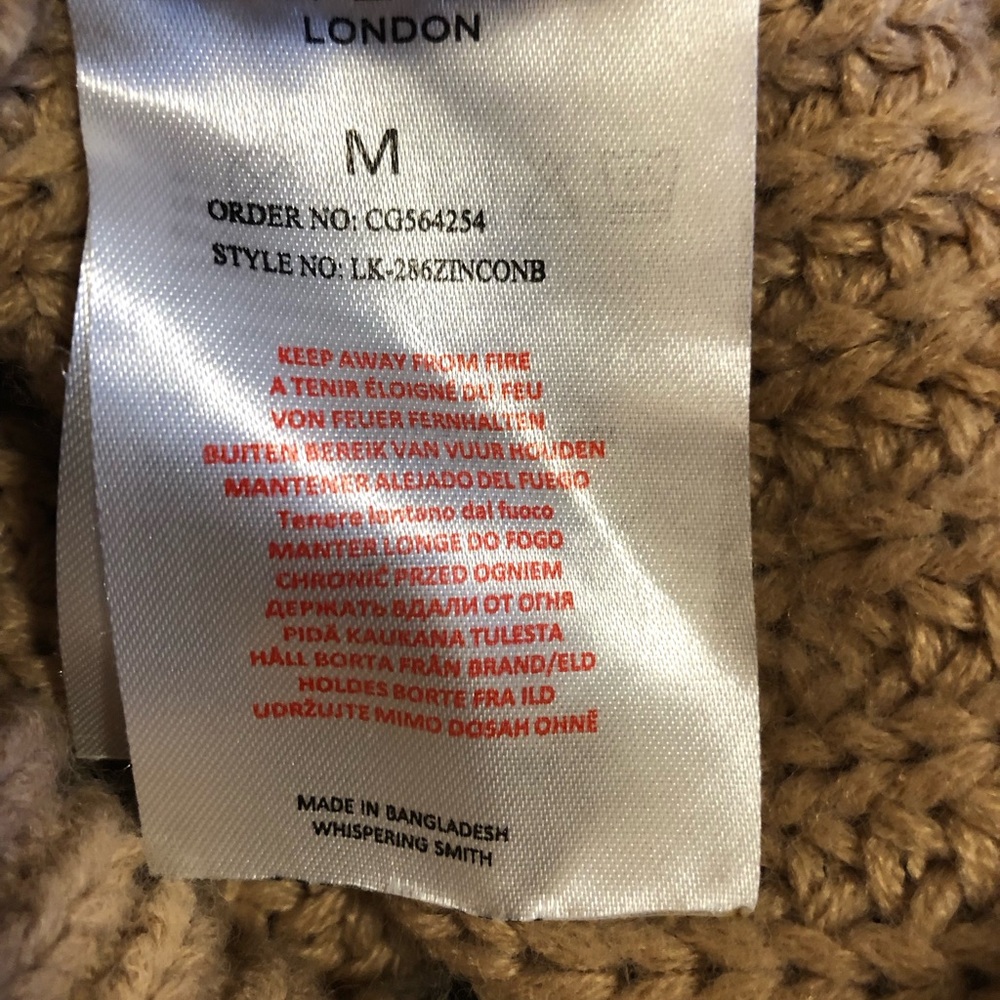 LONDON
M
ORDER NO: CG564254
STYLE NO: LK-286ZINCONB
KEEP AWAY FROM FIRE
A TENIR ÉLOIGNÉ DU FEU
VON FEUER FERNHALTEN
BUITEN BEREIK VAN VUUR HOUDEN
MANTENER ALEJADO DEL FUEGO
Tenere lontano dal fuoco
MANTER LONGE DO FOGO
CHRONIĆ PRZED OGNIEM
ДЕРЖАТЬ ВДАЛИ ОТ ОГНЯ
PIDÄ KAUKANA TULESTA
HÅLL BORTA FRÅN BRAND/ELD
HOLDES BORTE FRA ILD
UDRŽUJTE MIMO DOSAH OHNĚ
MADE IN BANGLADESH
WHISPERING SMITH